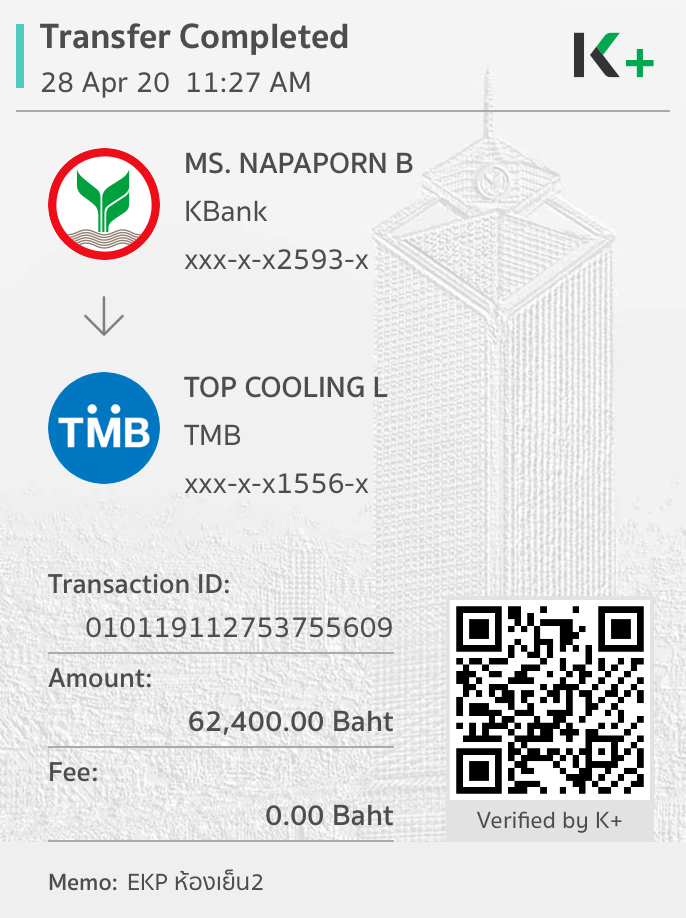 Transfer Completed
28 Apr 20 11:27 AM
K+
MS. NAPAPORN B
KBank
xxx-x-x2593-x
TMB
TOP COOLING L
TMB
xxx-x-x1556-x
Transaction ID:
010119112753755609
Amount:
62,400.00 Baht
Fee:
0.00 Baht
Verified by K+
Memo: EKP ห้องเย็น2